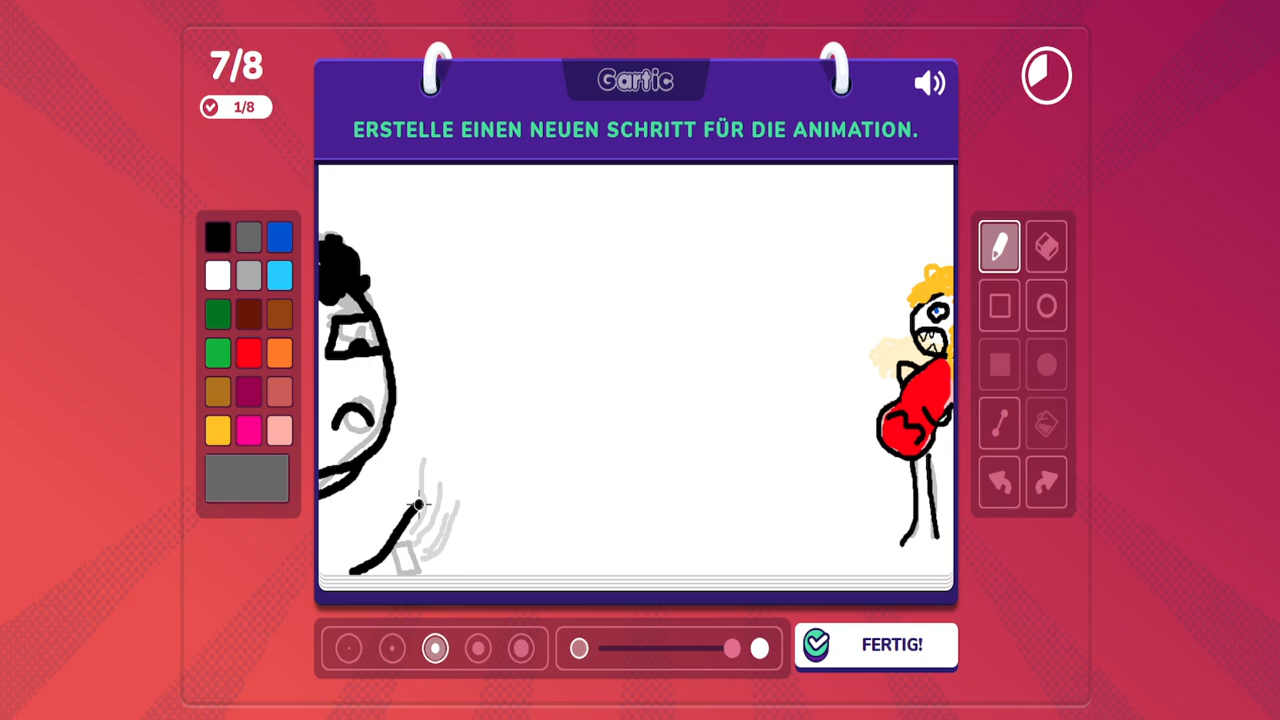 7/8
1/8
Gartic
ERSTELLE EINEN NEUEN SCHRITT FÜR DIE ANIMATION.
FERTIG!